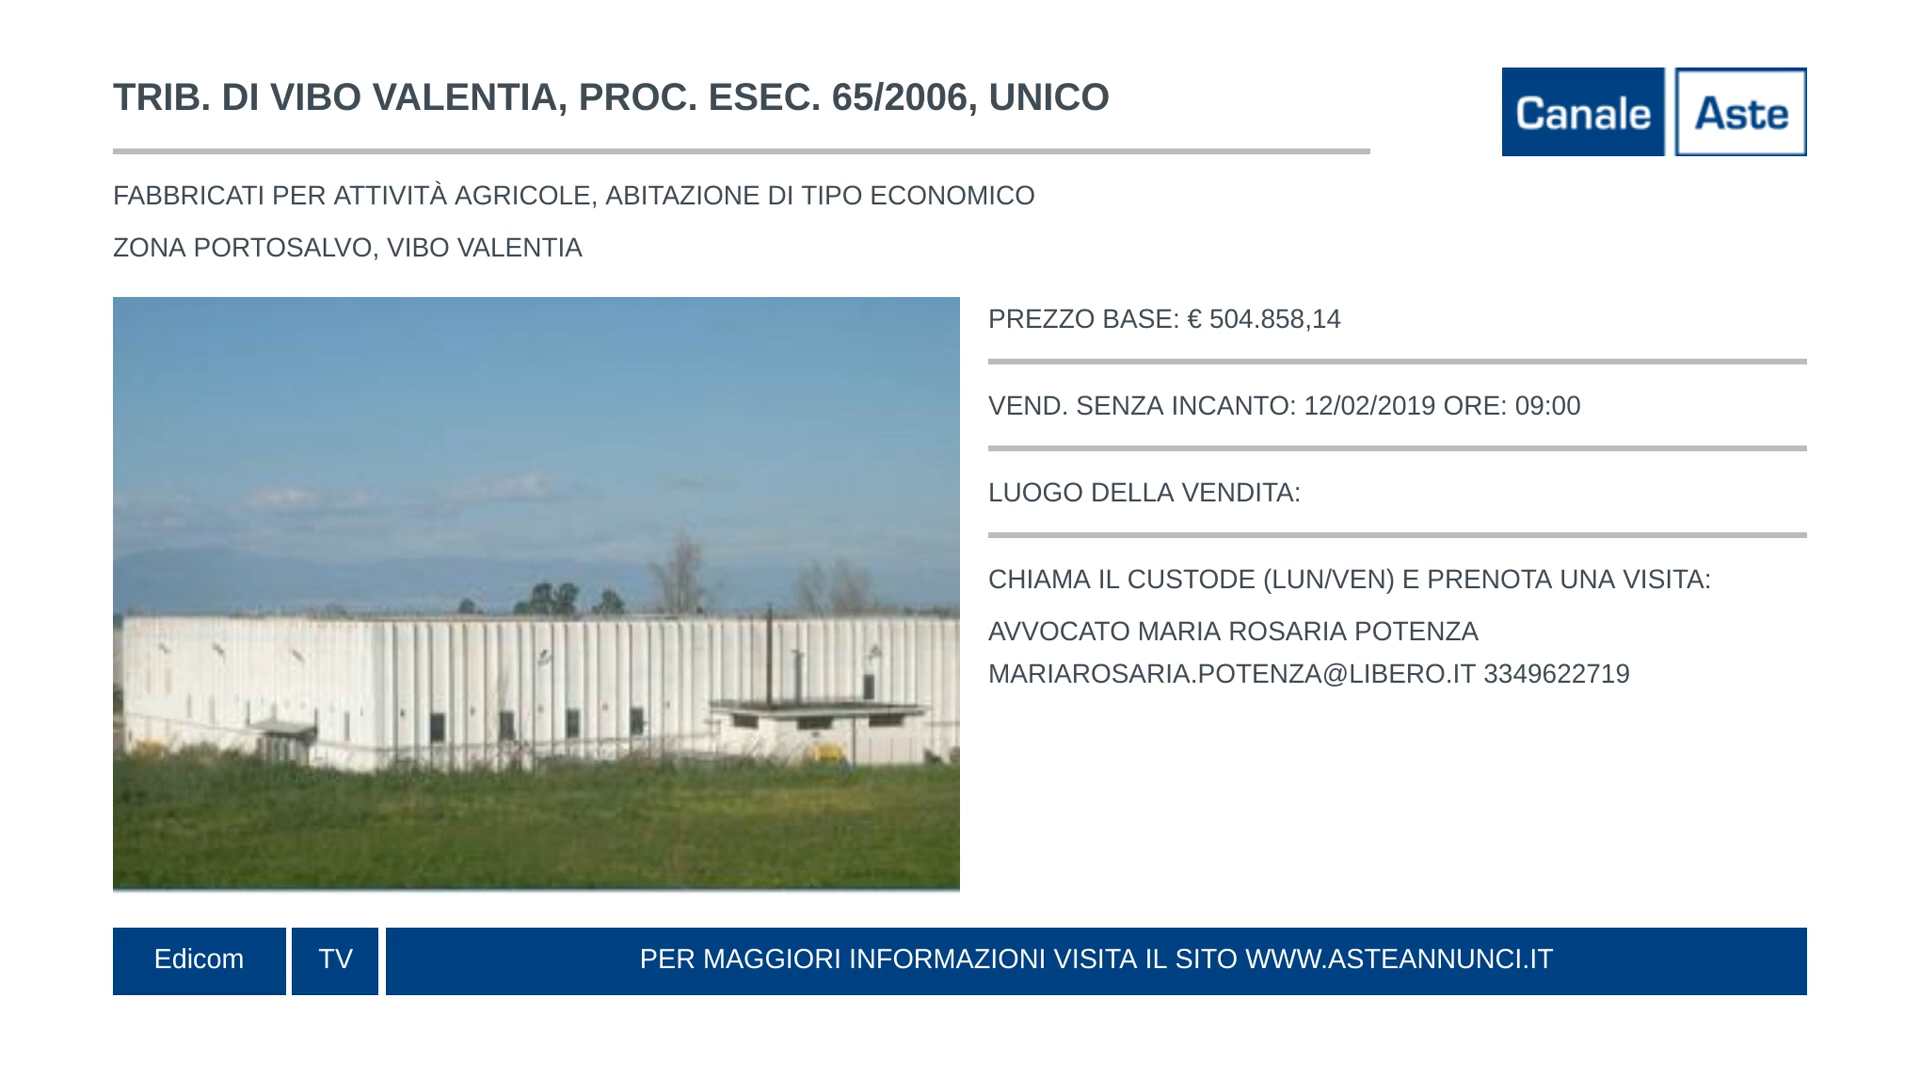 TRIB. DI VIBO VALENTIA, PROC. ESEC. 65/2006, UNICO
Canale Aste
FABBRICATI PER ATTIVITÀ AGRICOLE, ABITAZIONE DI TIPO ECONOMICO
ZONA PORTOSALVO, VIBO VALENTIA
PREZZO BASE: € 504.858,14
VEND. SENZA INCANTO: 12/02/2019 ORE: 09:00
LUOGO DELLA VENDITA:
CHIAMA IL CUSTODE (LUN/VEN) E PRENOTA UNA VISITA:
AVVOCATO MARIA ROSARIA POTENZA
MARIAROSARIA.POTENZA@LIBERO.IT 3349622719
Edicom TV PER MAGGIORI INFORMAZIONI VISITA IL SITO WWW.ASTEANNUNCI.IT